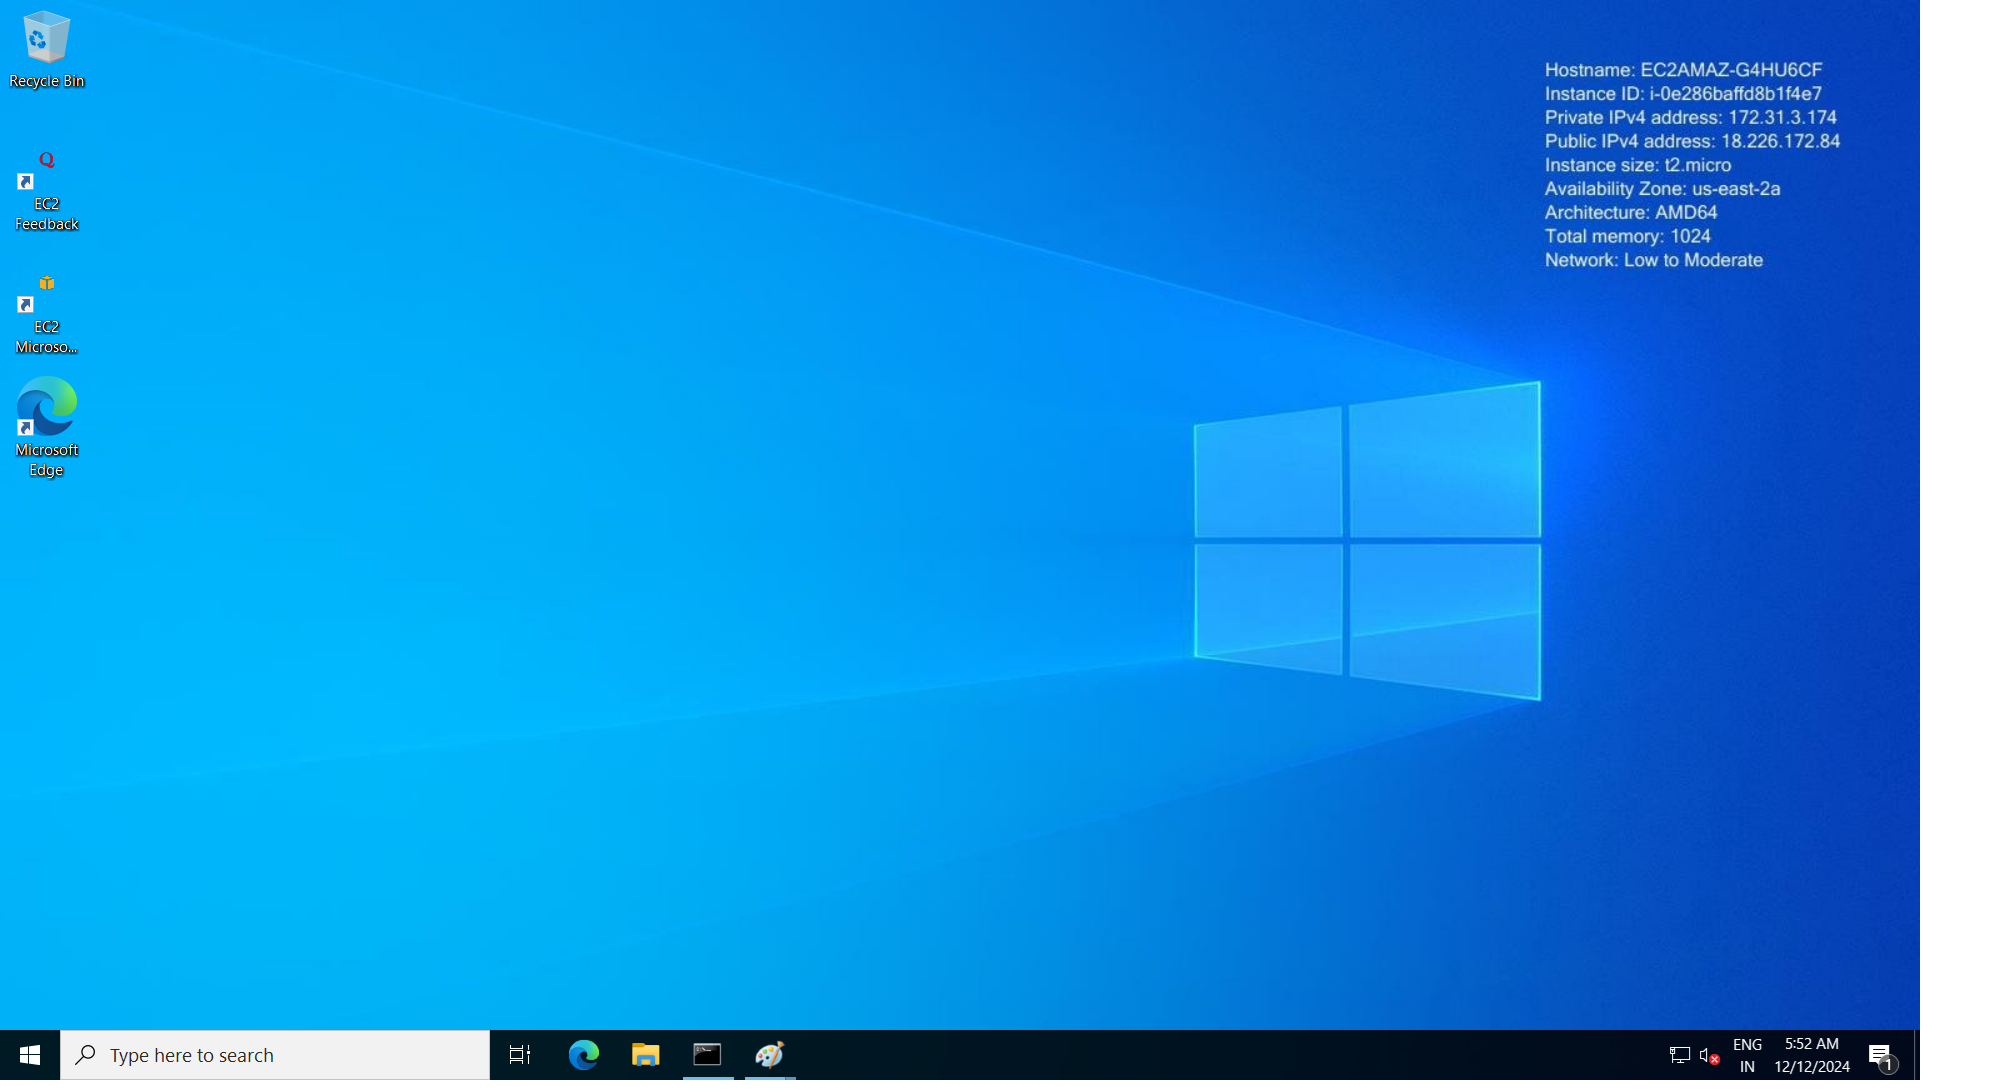 Recycle Bin
EC2
Feedback
EC2
Microso...
Microsoft
Edge
Hostname: EC2AMAZ-G4HU6CF
Instance ID: i-0e286baffd8b1f4e7
Private IPv4 address: 172.31.3.174
Public IPv4 address: 18.226.172.84
Instance size: t2.micro
Availability Zone: us-east-2a
Architecture: AMD64
Total memory: 1024
Network: Low to Moderate
Type here to search
ENG
IN
5:52 AM
12/12/2024
1